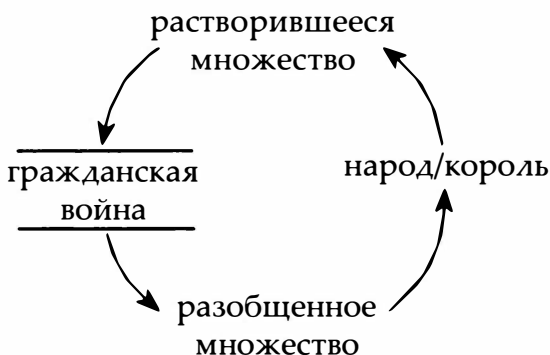 растворившееся
множество
гражданская
война
народ/король
разобщенное
множество